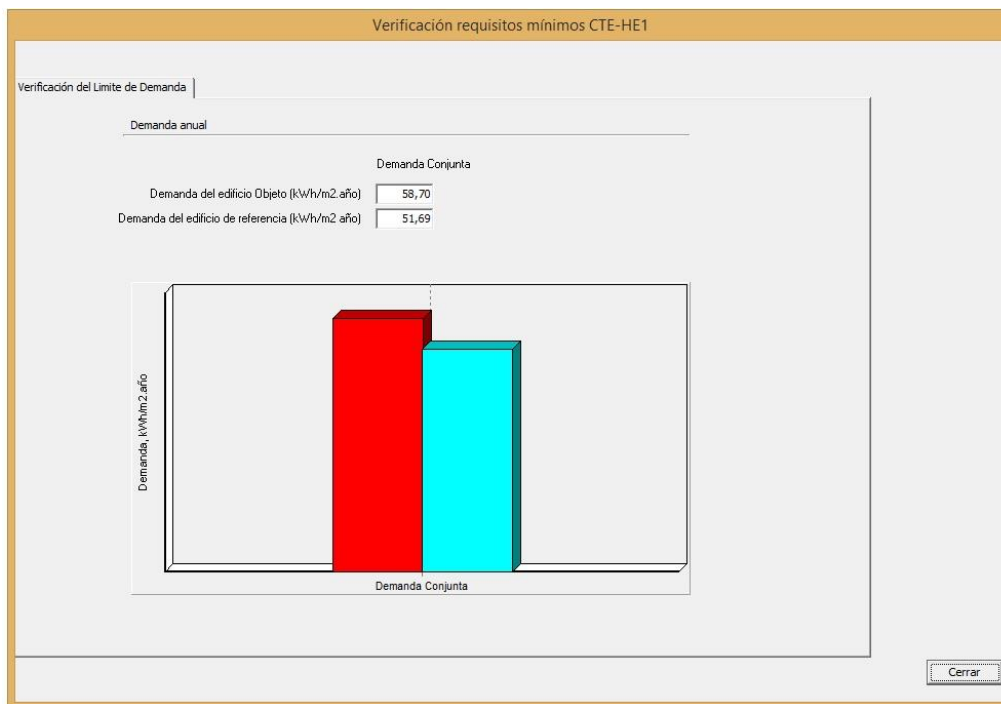 Verificación requisitos mínimos CTE-HE1
Verificación del Limite de Demanda
Demanda anual
Demanda Conjunta
Demanda del edificio Objeto (kWh/m2.año) 58,70
Demanda del edificio de referencia (kWh/m2 año) 51,69
Demanda, kWh/m2.año
Demanda Conjunta
Cerrar